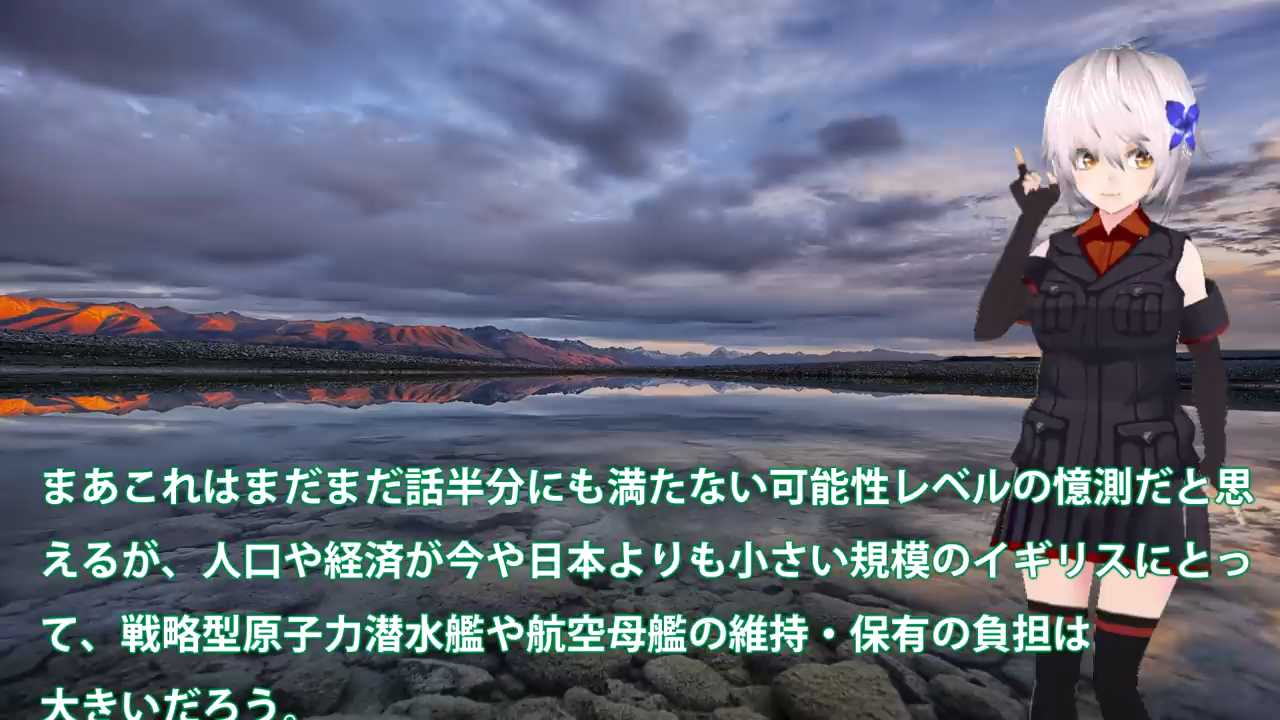 まあこれはまだまだ話半分にも満たない可能性レベルの憶測だと思
えるが、人口や経済が今や日本よりも小さい規模のイギリスにとっ
て、戦略型原子力潜水艦や航空母艦の維持・保有の負担は
大きいだろう。